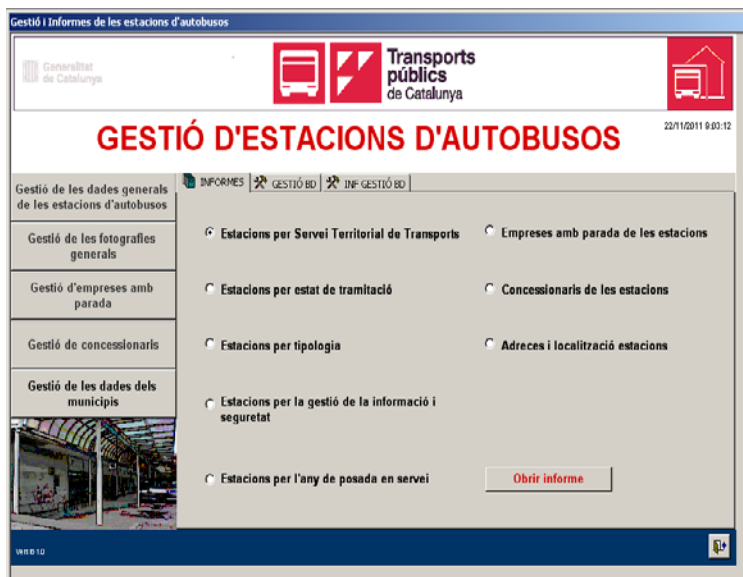 Gestió i Informes de les estacions d'autobusos
Generalitat
de Catalunya
Transports
públics
de Catalunya
22/11/2011 9:03:12
GESTIÓ D'ESTACIONS D'AUTOBUSOS
INFORMES
GESTIÓ BD
INF GESTIÓ BD
Gestió de les dades generals
de les estacions d'autobusos
Gestió de les fotografies
generals
Gestió d'empreses amb
parada
Gestió de concessionaris
Gestió de les dades dels
municipis
Estacions per Servei Territorial de Transports
Estacions per estat de tramitació
Estacions per tipologia
Estacions per la gestió de la informació i
seguretat
Estacions per l'any de posada en servei
Empreses amb parada de les estacions
Concessionaris de les estacions
Adreces i localització estacions
Obrir informe
Versió 1.0